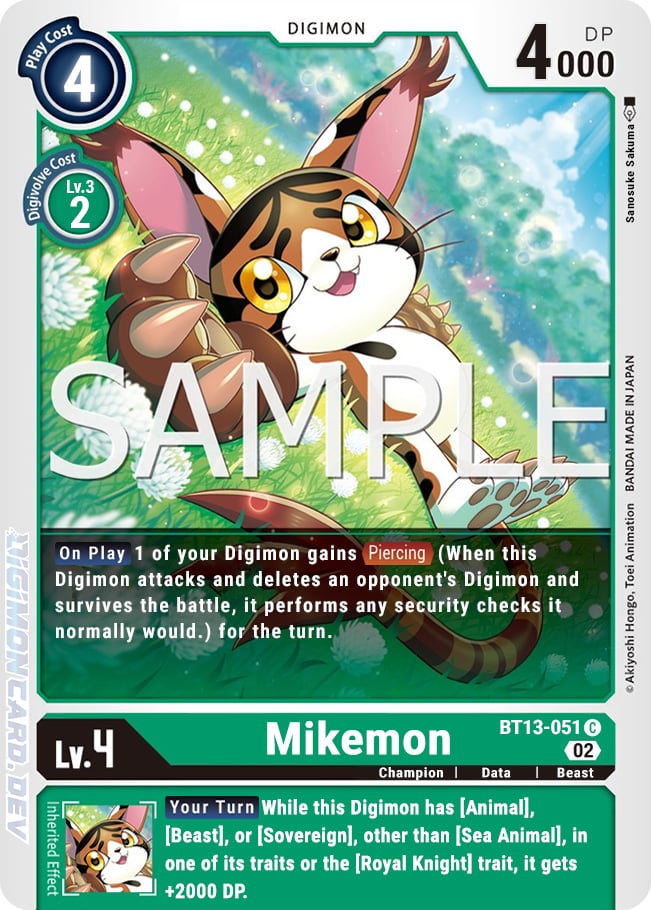 DIGIMON
Play Cost
4
DP
4000
Digivolve Cost
Lv.3
2
Sanosuke Sakuma
SAMPLE
© Akiyoshi Hongo, Toei Animation BANDAI MADE IN JAPAN
On Play 1 of your Digimon gains Piercing (When this
Digimon attacks and deletes an opponent's Digimon and
survives the battle, it performs any security checks it
normally would.) for the turn.
DIGIMONCARD.DEV
Lv.4
Mikemon
BT13-051 C
02
Champion | Data | Beast
Inherited Effect
Your Turn While this Digimon has [Animal],
[Beast], or [Sovereign], other than [Sea Animal], in
one of its traits or the [Royal Knight] trait, it gets
+2000 DP.